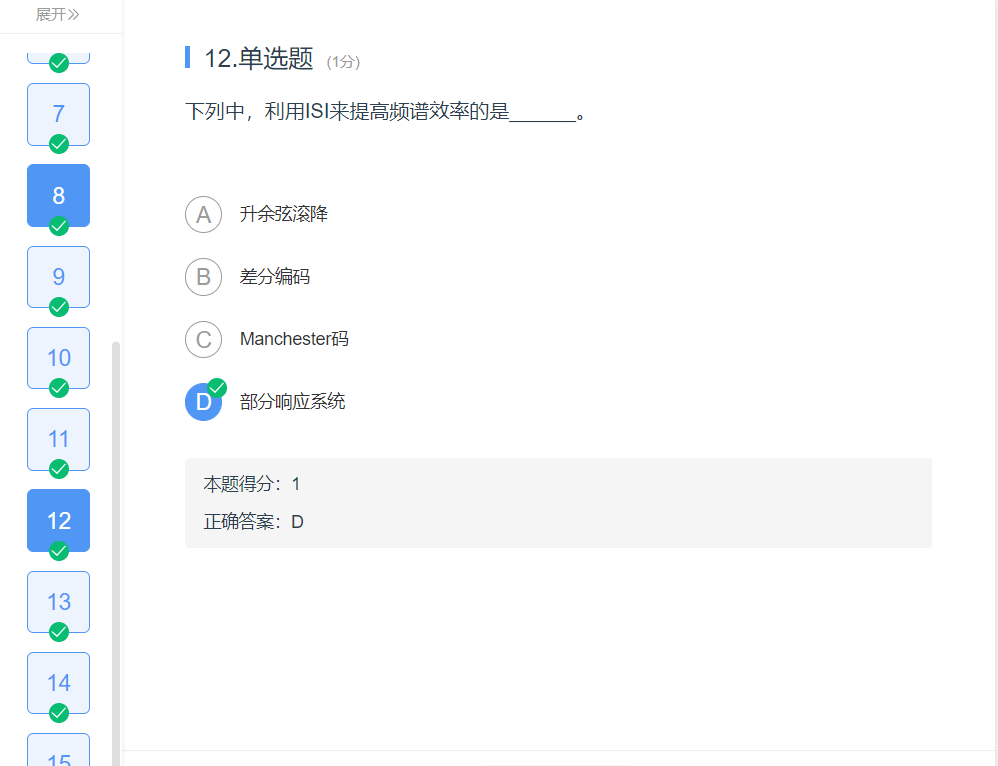 展开
7
8
9
10
11
12
13
14
15
12.单选题 (1分)
下列中，利用ISI来提高频谱效率的是______。
A 升余弦滚降
B 差分编码
C Manchester码
D 部分响应系统
本题得分：1
正确答案：D